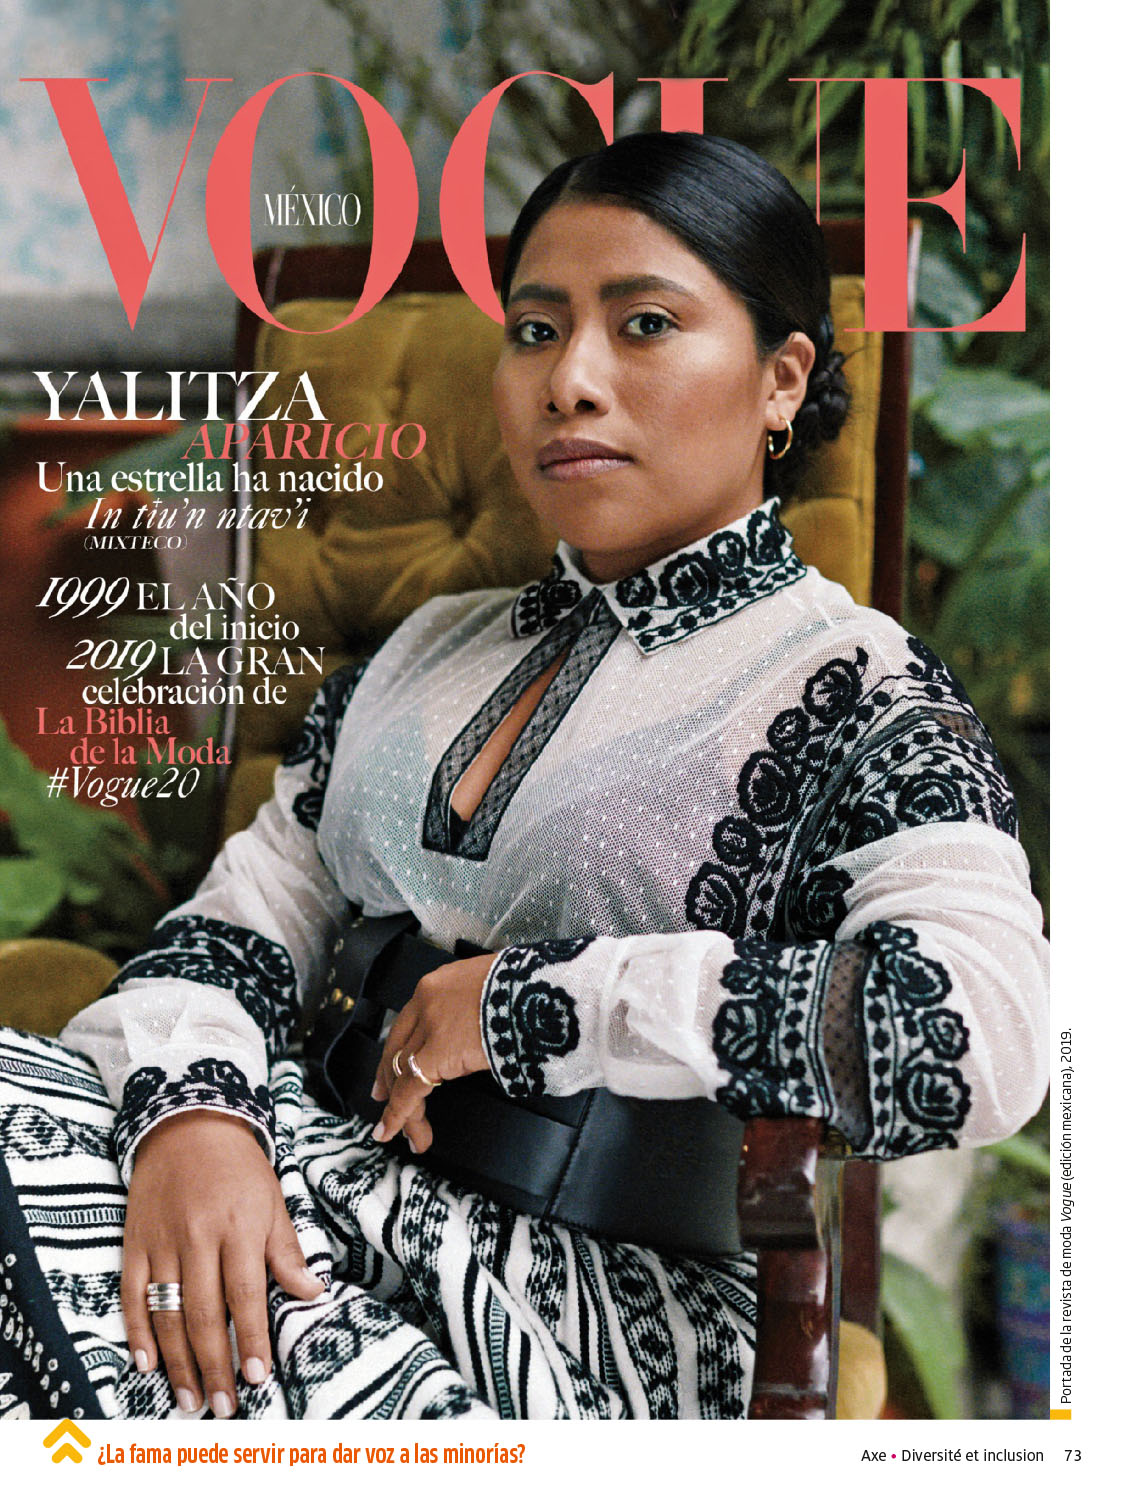 VOGUE
MÉXICO
YALITZA
APARICIO
Una estrella ha nacido
In tiu'n ntav'i
(MIXTECO)
1999 EL AÑO
del inicio
2019 LA GRAN
celebración de
La Biblia
de la Moda
#Vogue20
Portada de la revista de moda Vogue (edición mexicana), 2019.
¿La fama puede servir para dar voz a las minorías?
Axe • Diversité et inclusion 73